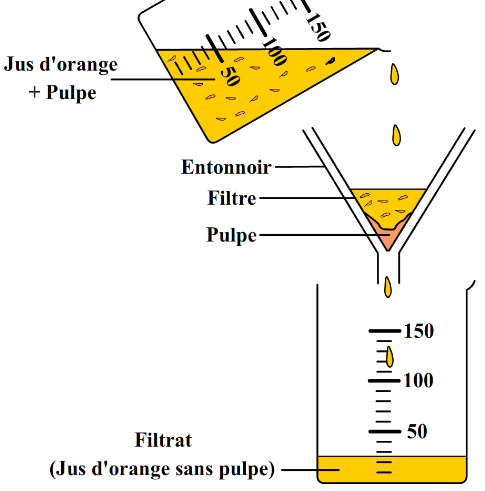 150
100
50
Jus d'orange
+ Pulpe
Entonnoir
Filtre
Pulpe
150
100
50
Filtrat
(Jus d'orange sans pulpe)